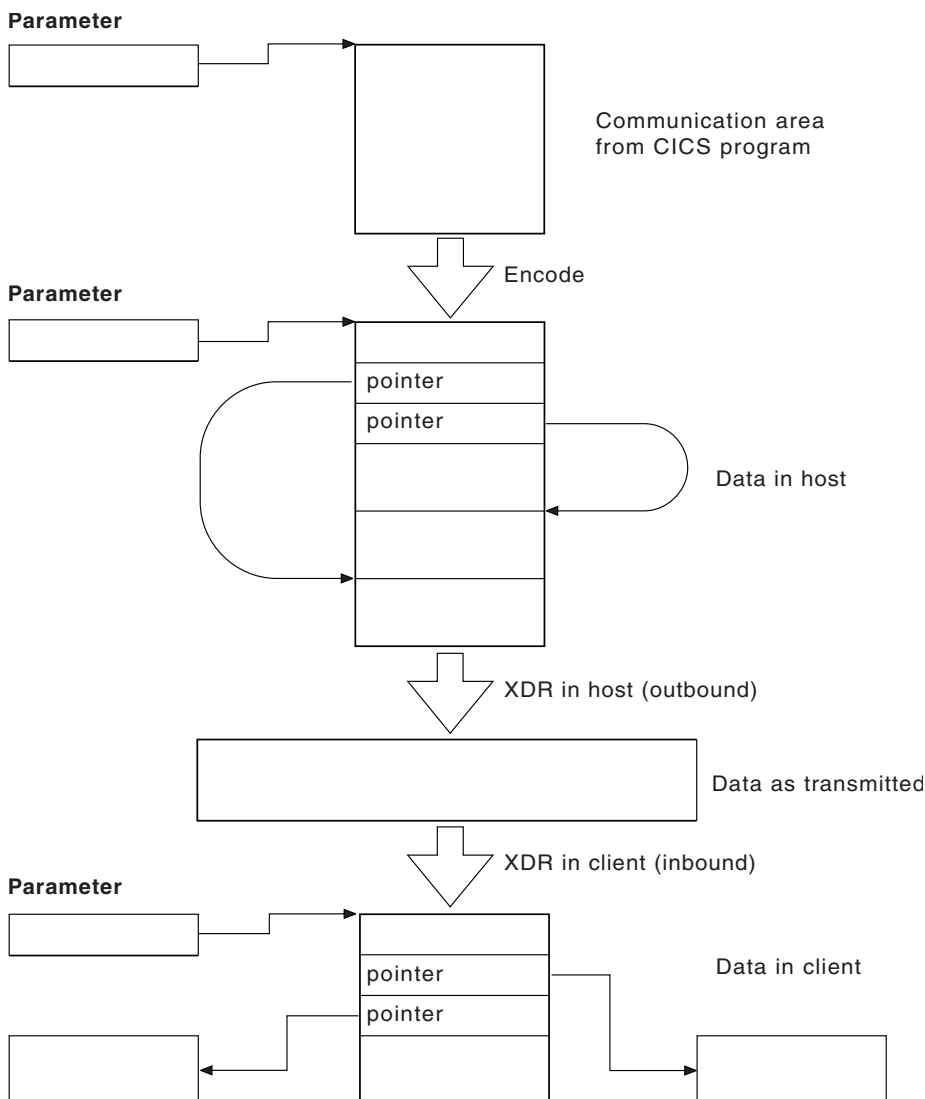 Parameter
Communication area
from CICS program
Encode
Parameter
pointer
pointer
Data in host
XDR in host (outbound)
Data as transmitted
XDR in client (inbound)
Parameter
pointer
Data in client
pointer